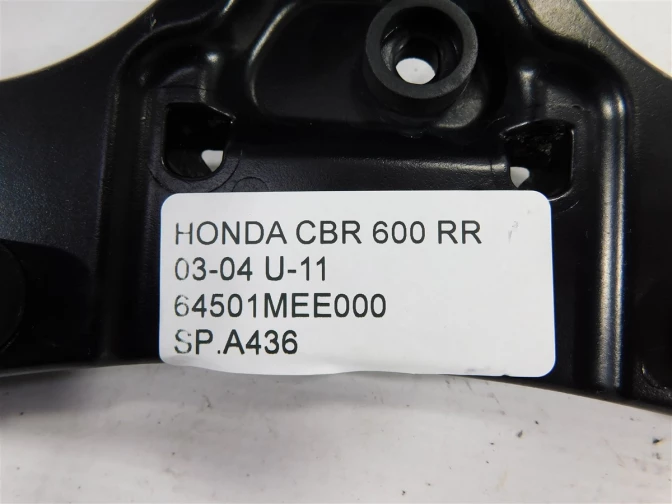 HONDA CBR 600 RR
03-04 U-11
64501MEE000
SP.A436